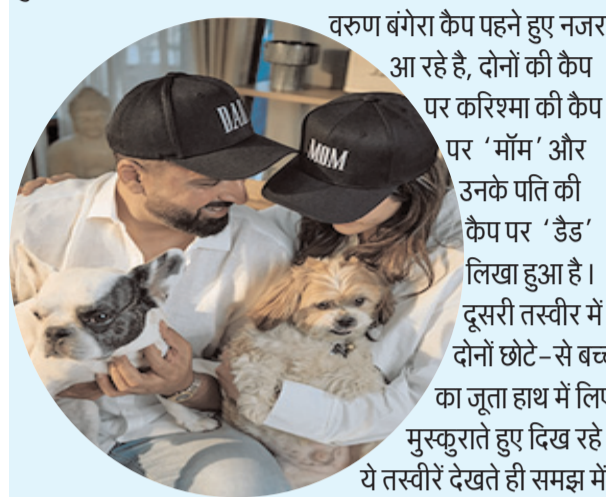 वरुण बंगेरा कैप पहने हुए नजर
आ रहे है, दोनों की कैप
पर करिश्मा की कैप
पर ‘मॉम’ और
उनके पति की
कैप पर ‘डैड’
लिखा हुआ है।
दूसरी तस्वीर में
दोनों छोटे-से
का जूता हाथ में
मुस्कुराते हुए दिख रहे
ये तस्वीरें देखते ही समझ में
DAD
MOM